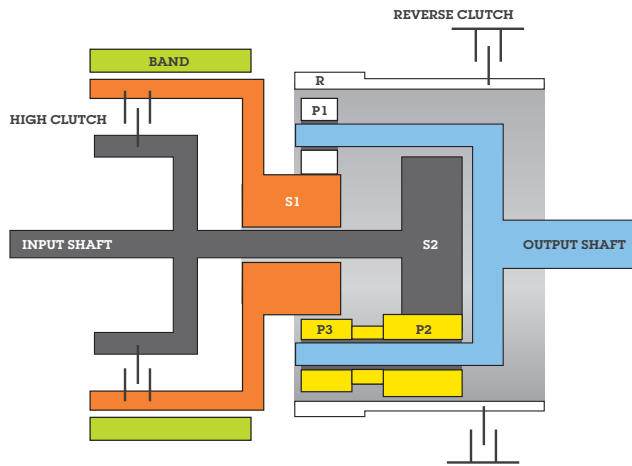 REVERSE CLUTCH
BAND
R
P1
HIGH CLUTCH
S1
INPUT SHAFT
S2
OUTPUT SHAFT
P3
P2